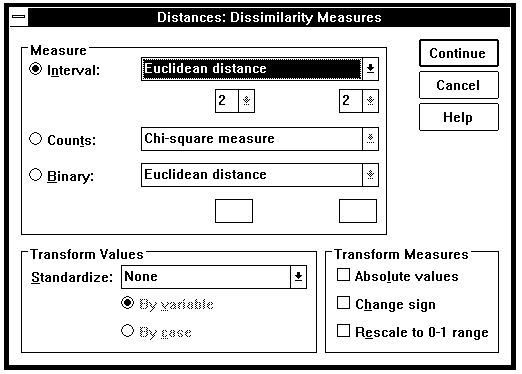 Distances: Dissimilarity Measures
Measure
Interval: Euclidean distance
2 2
Counts: Chi-square measure
Binary: Euclidean distance
Continue
Cancel
Help
Transform Values
Standardize: None
By variable
By case
Transform Measures
Absolute values
Change sign
Rescale to 0-1 range